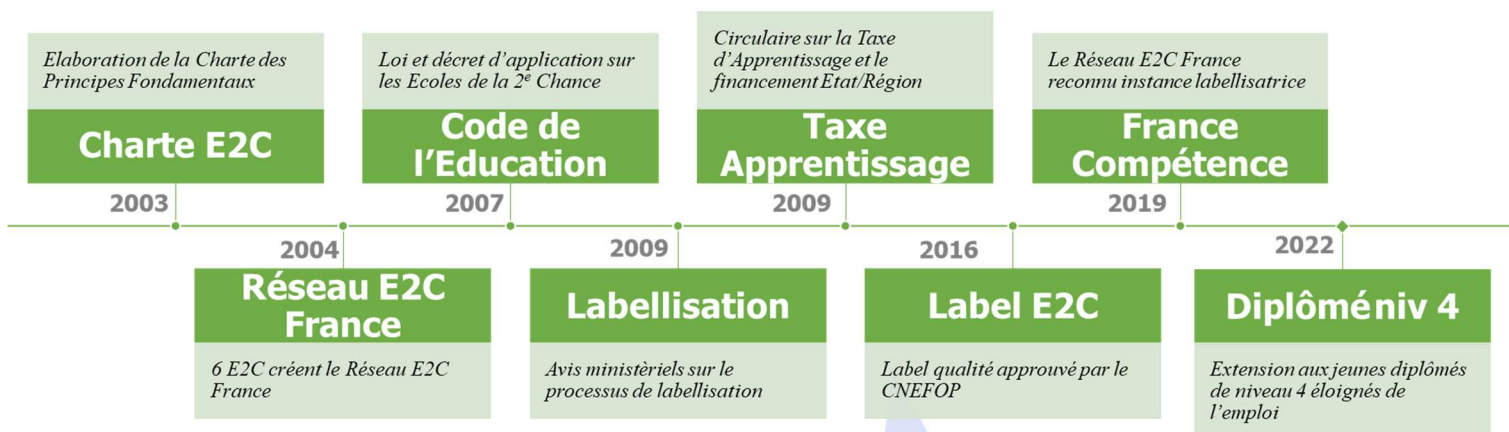 Elaboration de la Charte des
Principes Fondamentaux
Charte E2C
2003
2004
Réseau E2C
France
6 E2C créent le Réseau E2C
France
Loi et décret d'application sur
les Ecoles de la 2e Chance
Code de
l'Education
2007
2009
Labellisation
Avis ministèriels sur le
processus de labellisation
Circulaire sur la Taxe
d'Apprentissage et le
financement Etat/Région
Taxe
Apprentissage
2009
2016
Label E2C
Label qualité approuvé par le
CNEFOP
Le Réseau E2C France
reconnu instance labellisatrice
France
Compétence
2019
2022
Diplômé niv 4
Extension aux jeunes diplômés
de niveau 4 éloignés de
l'emploi